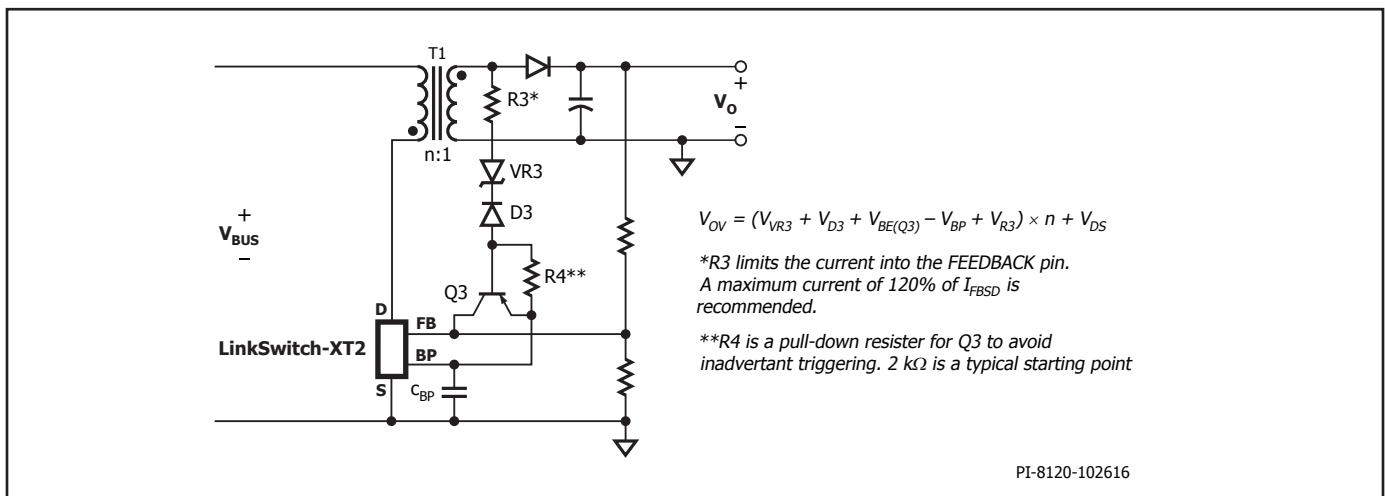 T1
R3*
+
V_O
−
n:1
VR3
D3
+
V_BUS
−
R4**
Q3
D
FB
LinkSwitch-XT2
BP
S
C_BP
V_OV = (V_VR3 + V_D3 + V_BE(Q3) − V_BP + V_R3) × n + V_DS
*R3 limits the current into the FEEDBACK pin.
A maximum current of 120% of I_FBSD is
recommended.
**R4 is a pull-down resister for Q3 to avoid
inadvertant triggering. 2 kΩ is a typical starting point
PI-8120-102616